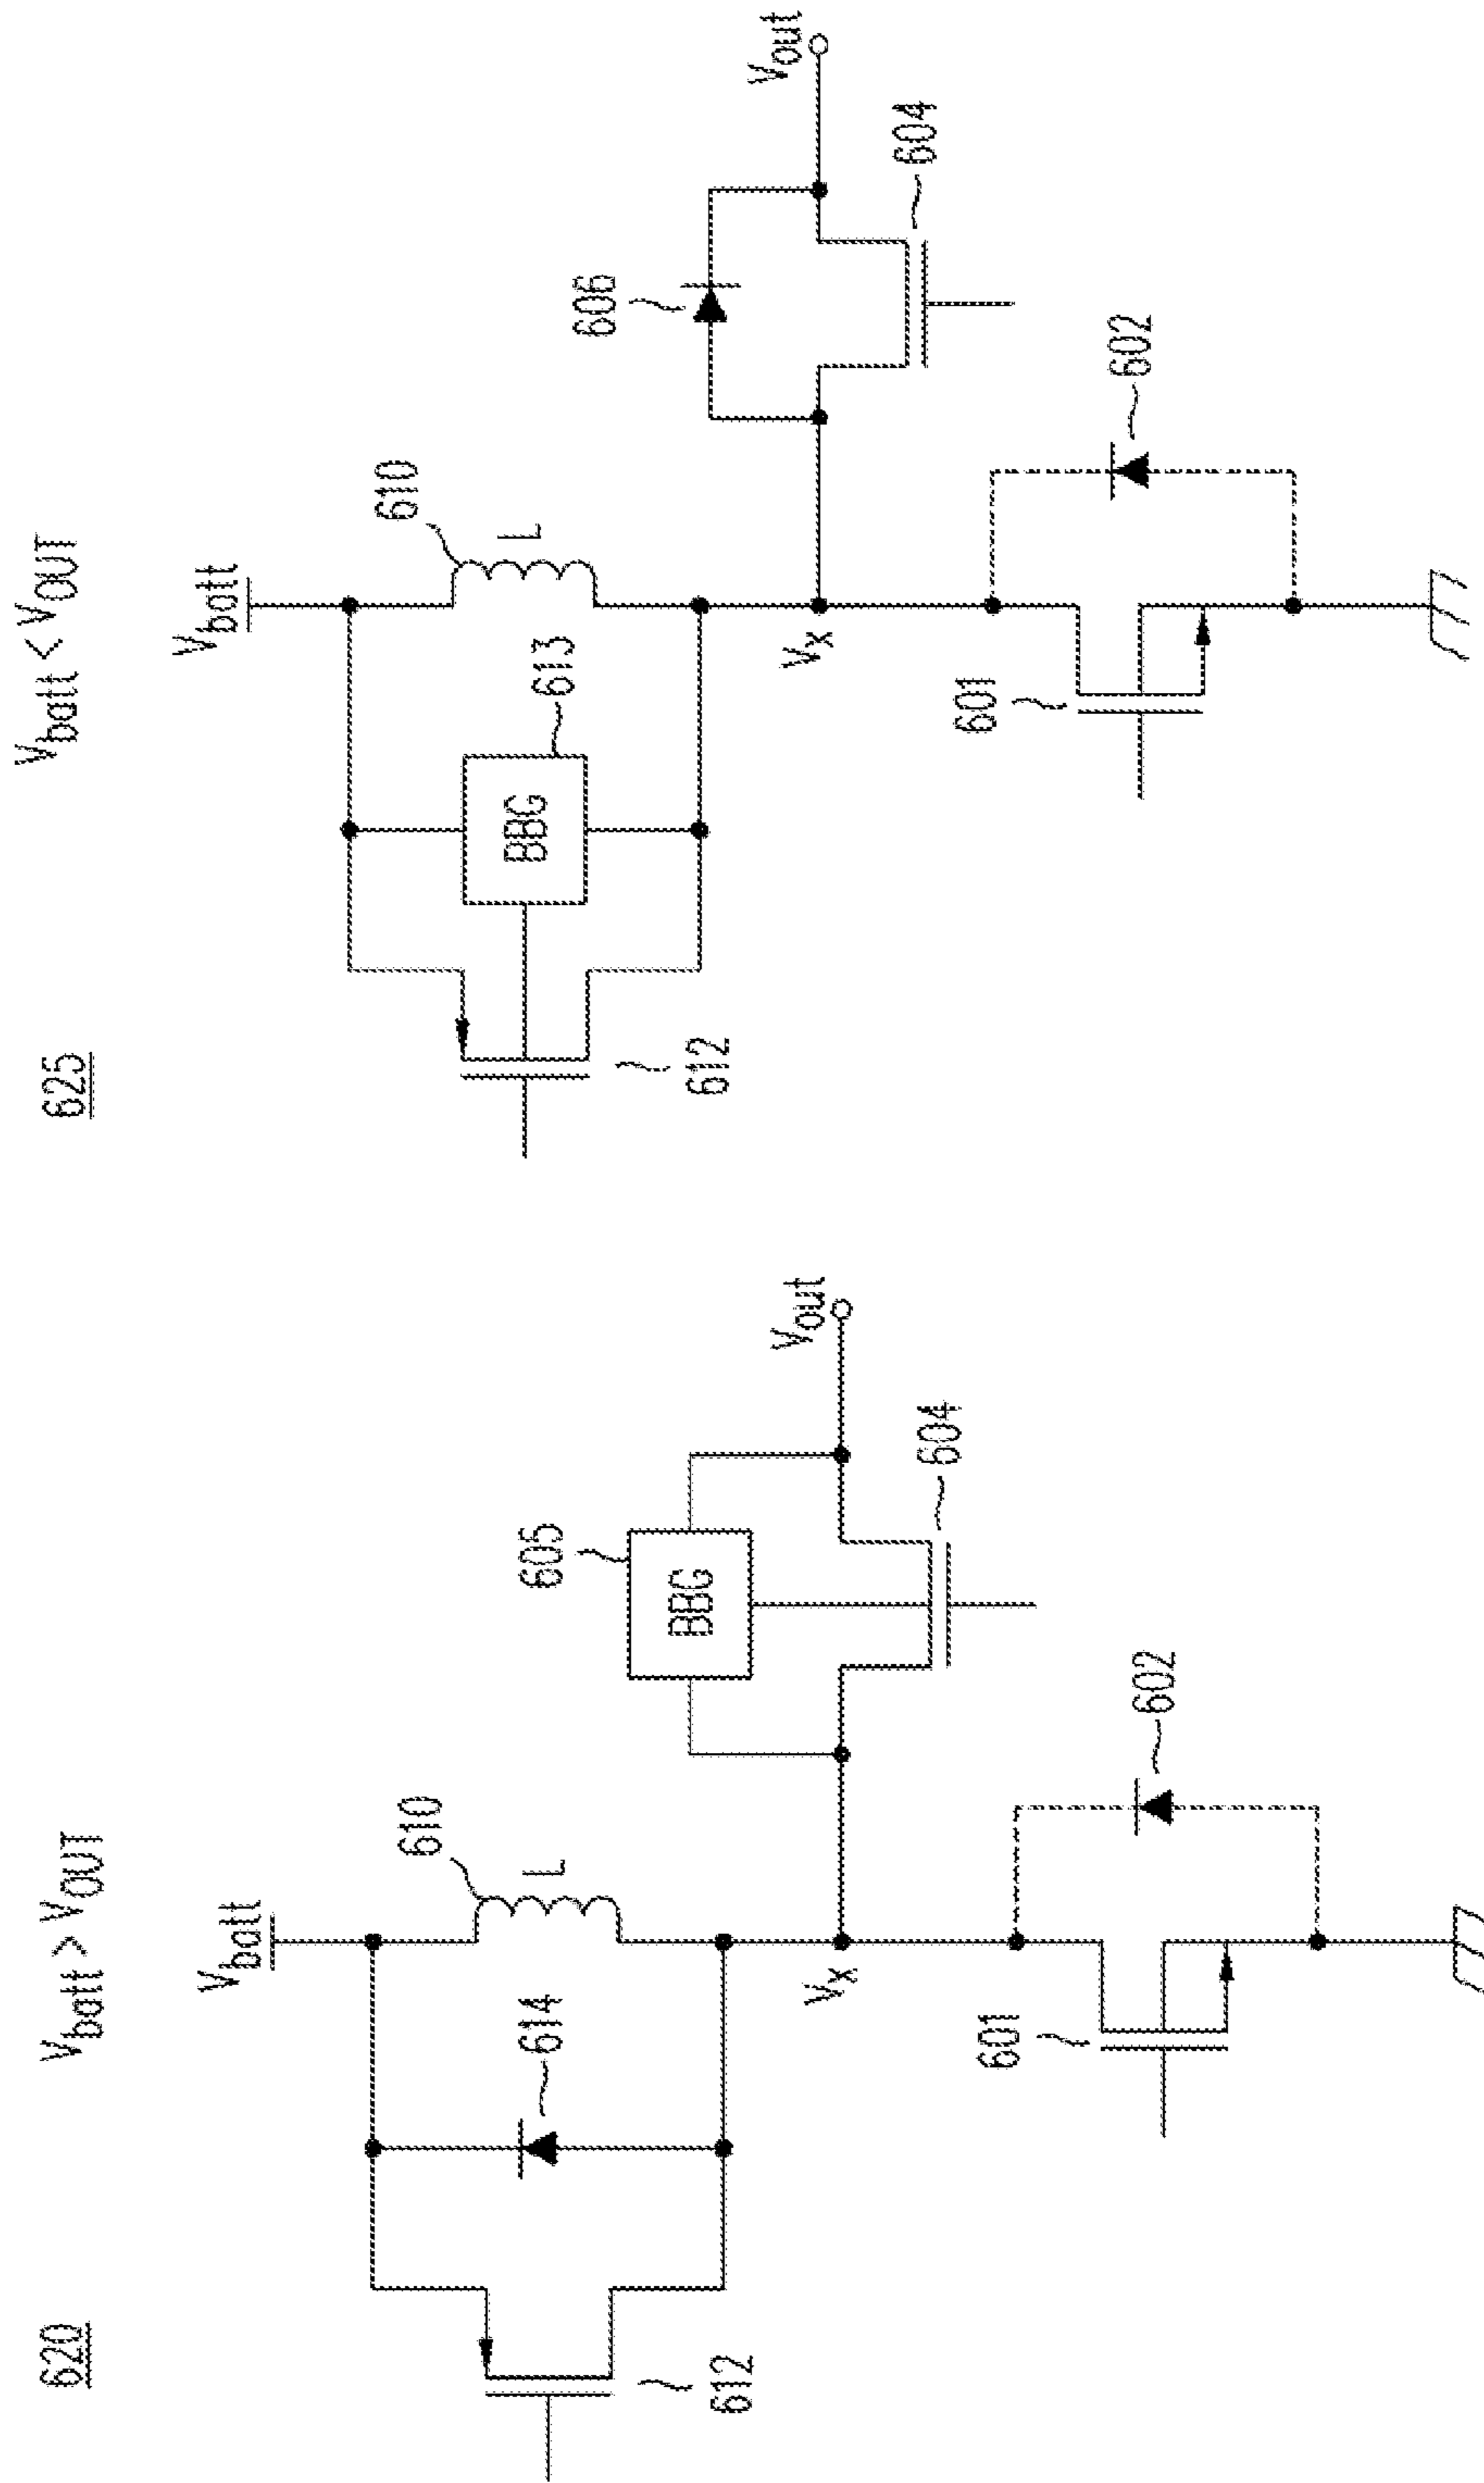 620
V_batt > V_OUT
V_batt
610
L
614
612
605
BBG
V_out
604
V_x
601
602
625
V_batt < V_OUT
V_batt
610
L
BBG
613
612
606
V_out
604
V_x
601
602